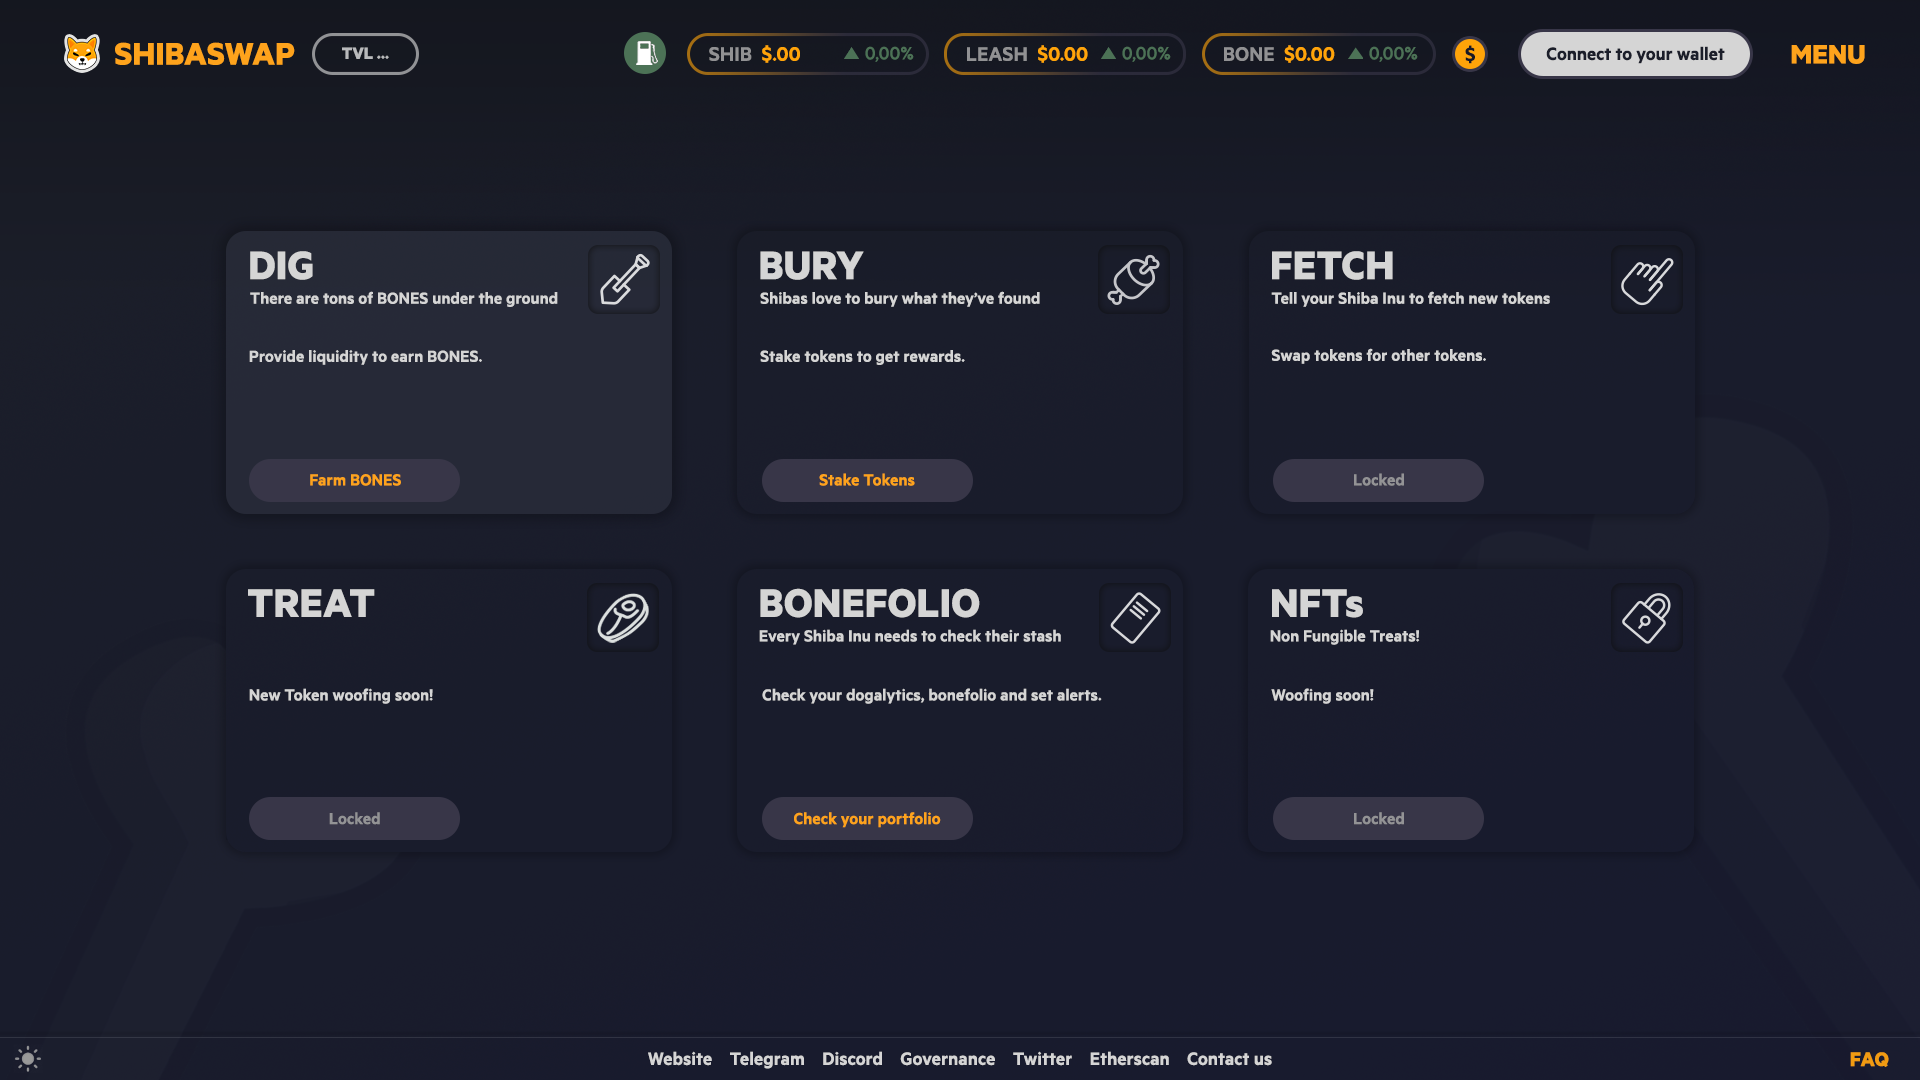 SHIBASWAP TVL ... SHIB $.00 ▲ 0,00% LEASH $0.00 ▲ 0,00% BONE $0.00 ▲ 0,00% $ Connect to your wallet MENU
DIG
There are tons of BONES under the ground
Provide liquidity to earn BONES.
Farm BONES
BURY
Shibas love to bury what they’ve found
Stake tokens to get rewards.
Stake Tokens
FETCH
Tell your Shiba Inu to fetch new tokens
Swap tokens for other tokens.
Locked
TREAT
New Token woofing soon!
Locked
BONEFOLIO
Every Shiba Inu needs to check their stash
Check your dogalytics, bonefolio and set alerts.
Check your portfolio
NFTs
Non Fungible Treats!
Woofing soon!
Locked
Website Telegram Discord Governance Twitter Etherscan Contact us FAQ